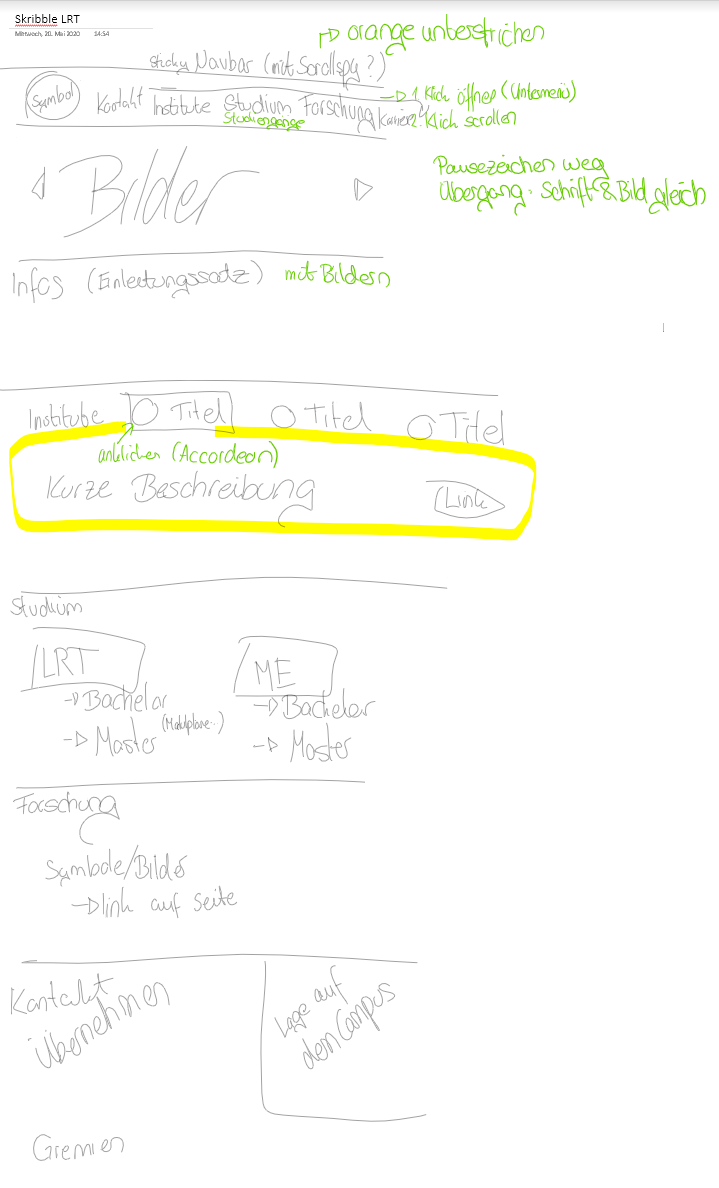 Skribble LRT
Mittwoch, 20. Mai 2020 14:54
orange unterstrichen
sticky Navbar (mit Scrollspy?)
Symbol Kontakt Institute Studium Forschung Karriere
Studiengänge
1. Klick öffnen (Untermenü)
2. Klick scrollen
Bilder
Pausezeichen weg
Übergang: Schrift & Bild gleich
Infos (Einleitungssatz) mit Bildern
Institute Titel Titel Titel
anklicken (Accordeon)
Kurze Beschreibung Link
Studium
LRT ME
Bachelor Bachelor
Master Master
Forschung
Symbole/Bilder
link auf Seite
Kontakt
übernehmen
Lage auf
dem Campus
Gremien